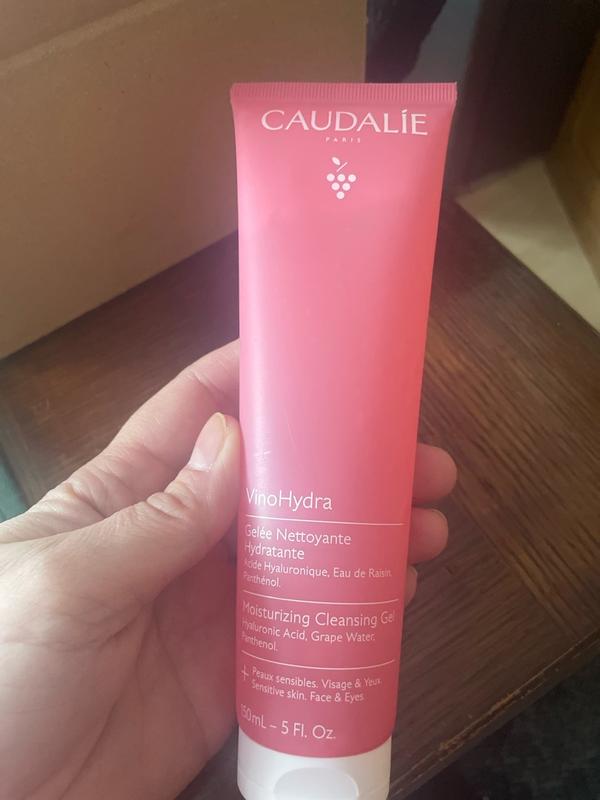 CAUDALÍE
PARIS
VinoHydra
Gelée Nettoyante
Hydratante
Acide Hyaluronique, Eau de Raisin,
Panthénol.
Moisturizing Cleansing Gel
Hyaluronic Acid, Grape Water,
Panthenol.
+ Peaux sensibles. Visage & Yeux.
Sensitive skin. Face & Eyes
150mL – 5 Fl. Oz.